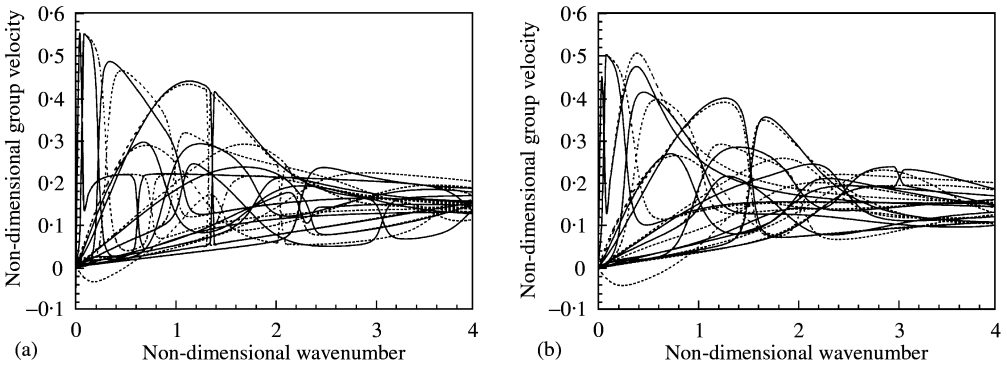 0·6
0·5
0·4
0·3
0·2
0·1
0
–0·1
Non-dimensional group velocity
0 1 2 3 4
(a) Non-dimensional wavenumber
0·6
0·5
0·4
0·3
0·2
0·1
0
–0·1
Non-dimensional group velocity
0 1 2 3 4
(b) Non-dimensional wavenumber